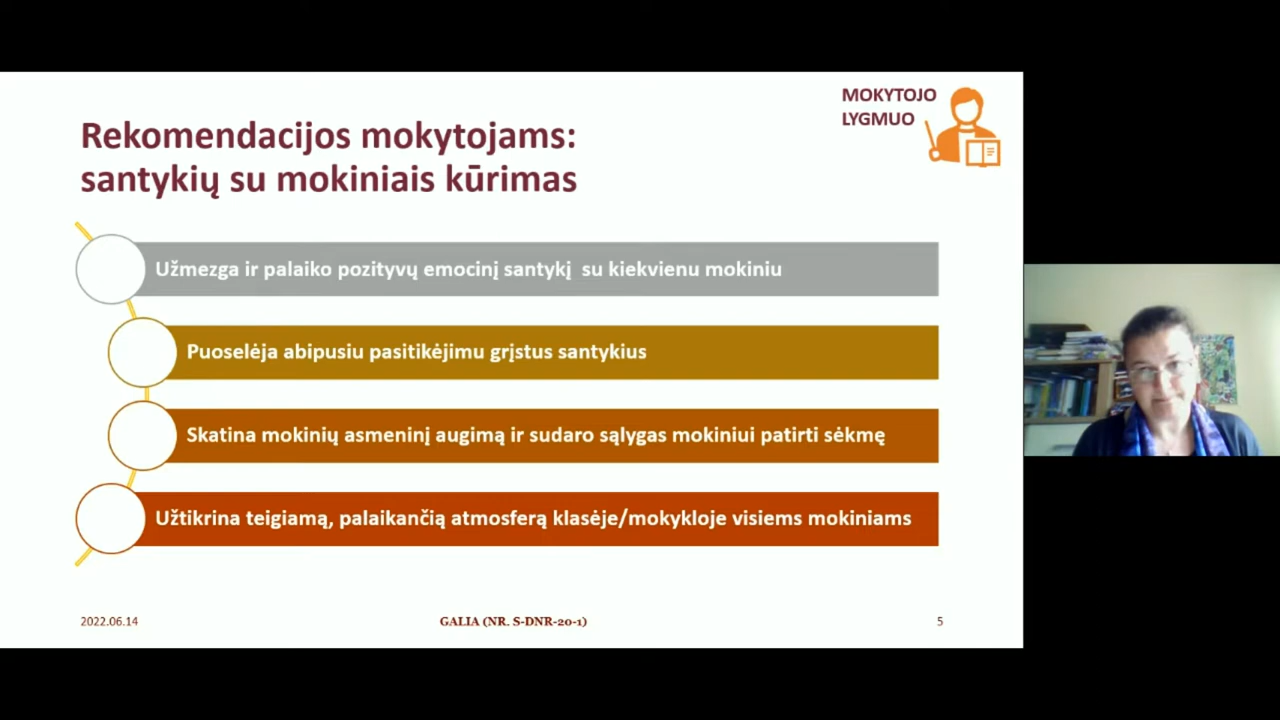 MOKYTOJO
LYGMUO
Rekomendacijos mokytojams:
santykių su mokiniais kūrimas
Užmezga ir palaiko pozityvų emocinį santykį su kiekvienu mokiniu
Puoselėja abipusiu pasitikėjimu grįstus santykius
Skatina mokinių asmeninį augimą ir sudaro sąlygas mokiniui patirti sėkmę
Užtikrina teigiamą, palaikančią atmosferą klasėje/mokykloje visiems mokiniams
2022.06.14
GALIA (NR. S-DNR-20-1)
5